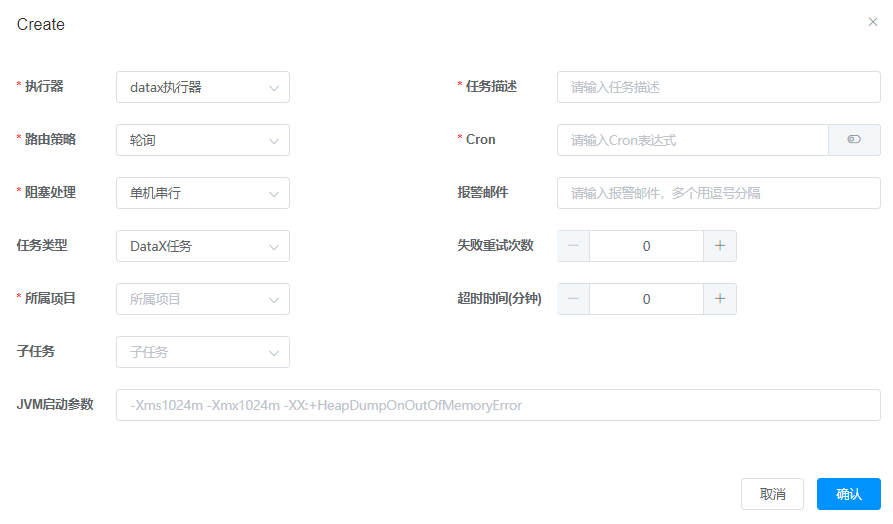 Create
* 执行器 datax执行器 * 任务描述 请输入任务描述
* 路由策略 轮询 * Cron 请输入Cron表达式
* 阻塞处理 单机串行 报警邮件 请输入报警邮件，多个用逗号分隔
任务类型 DataX任务 失败重试次数 − 0 +
* 所属项目 所属项目 超时时间(分钟) − 0 +
子任务 子任务
JVM启动参数 -Xms1024m -Xmx1024m -XX:+HeapDumpOnOutOfMemoryError
取消 确认